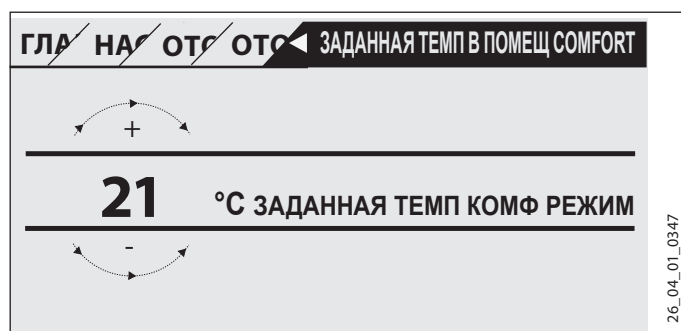 ГЛА НАС ОТО ОТО ЗАДАННАЯ ТЕМП В ПОМЕЩ COMFORT
+
21 °C ЗАДАННАЯ ТЕМП КОМФ РЕЖИМ
-
26_04_01_0347